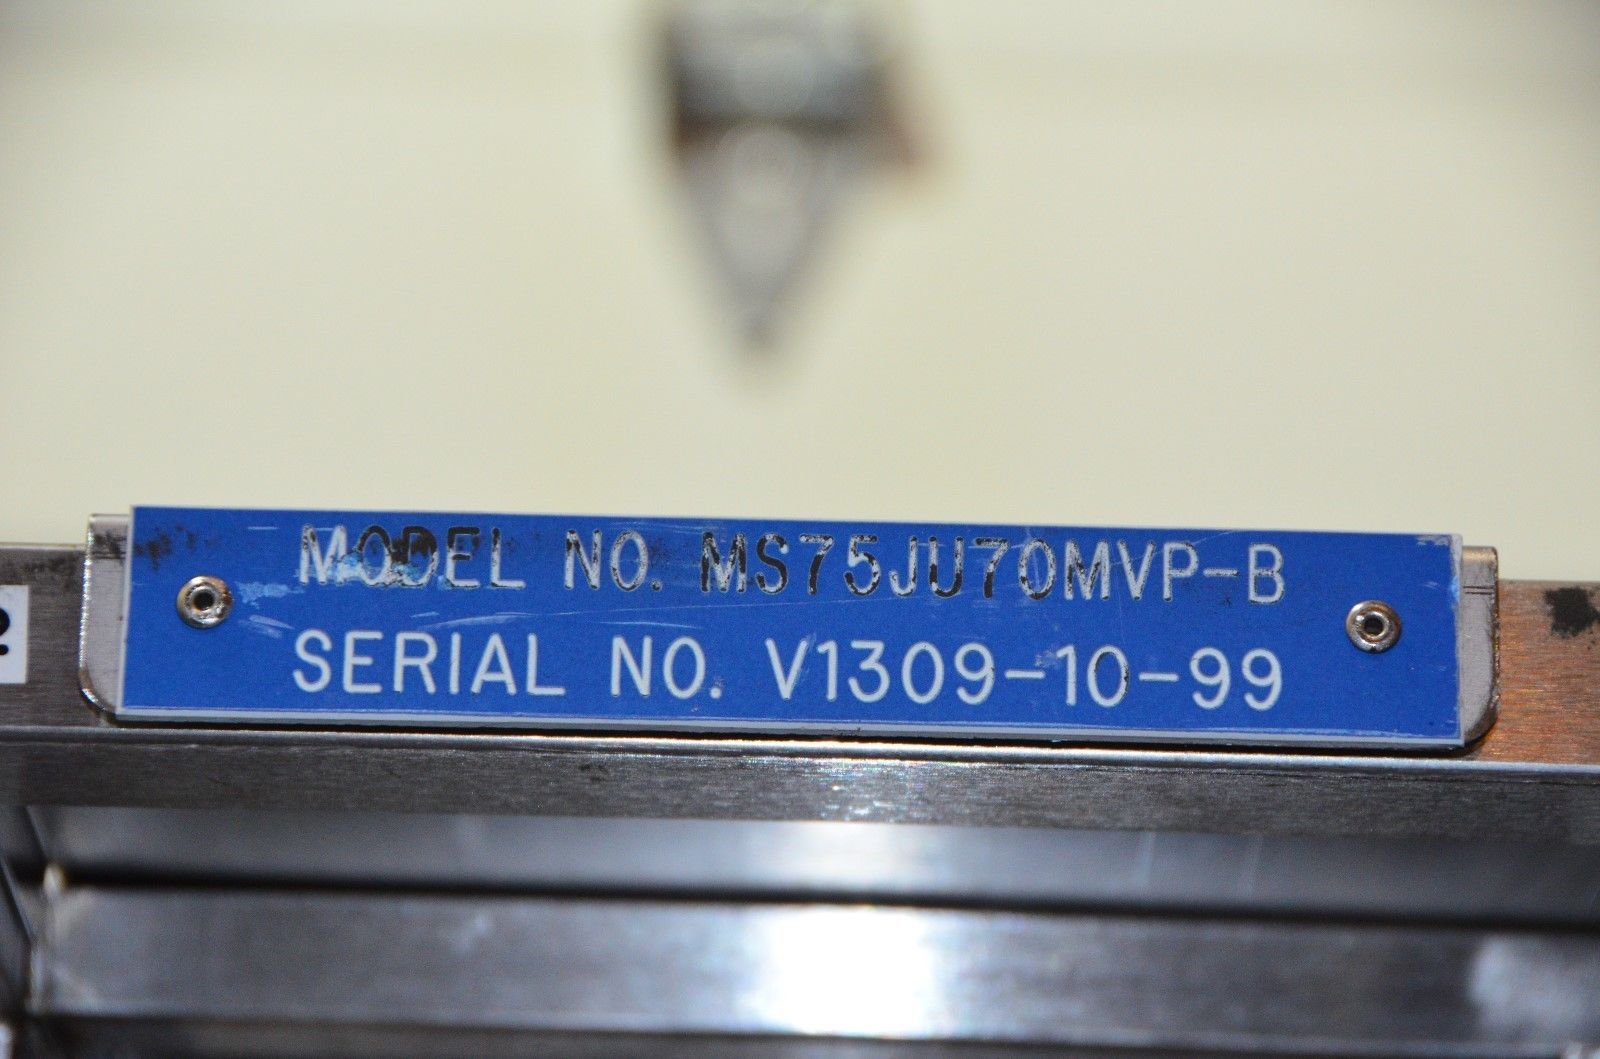 MODEL NO. MS75JU70MVP-B
SERIAL NO. V1309-10-99